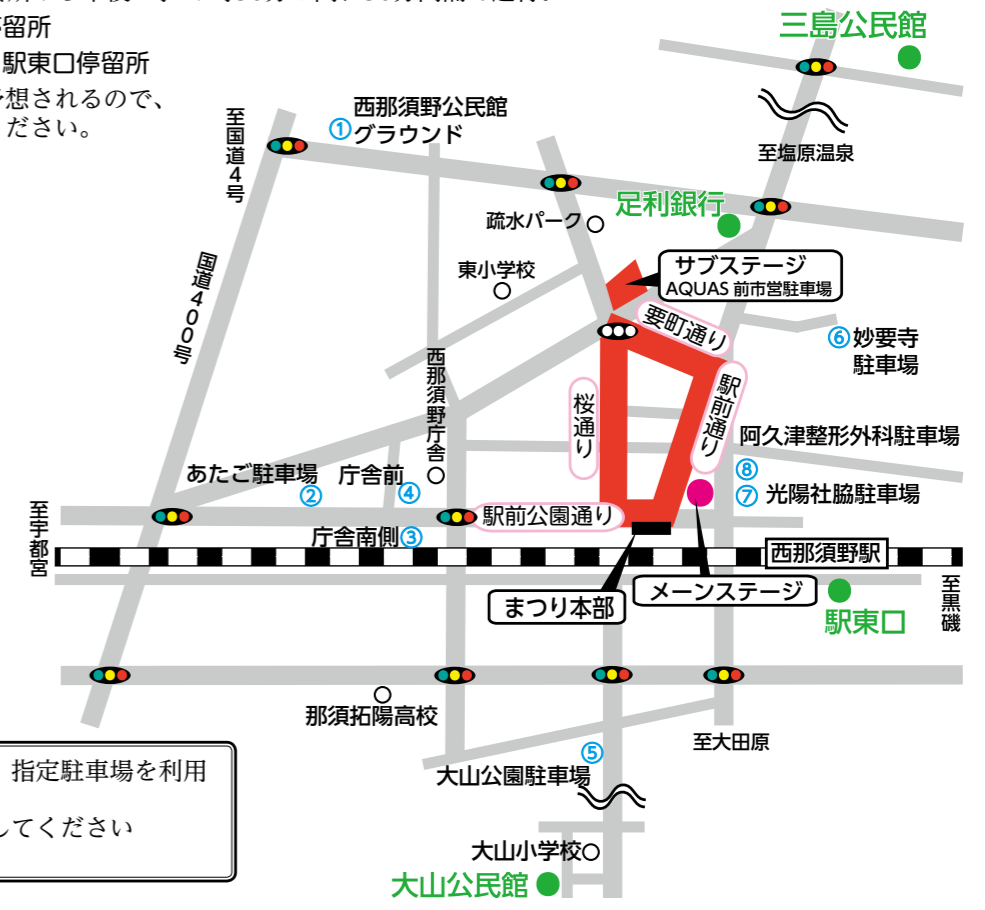 停留所
駅東口停留所
予想されるので、
ください。
三島公民館
至国道4号
①西那須野公民館
グラウンド
至塩原温泉
足利銀行
疏水パーク
国道400号
東小学校
サブステージ
AQUAS 前市営駐車場
要町通り
⑥妙要寺
駐車場
西那須野庁舎
桜通り
駅前通り
阿久津整形外科駐車場
⑧
あたご駐車場
②
庁舎前
④
⑦ 光陽社脇駐車場
駅前公園通り
至宇都宮
庁舎南側③
西那須野駅
至黒磯
まつり本部
メーンステージ
駅東口
那須拓陽高校
至大田原
⑤
大山公園駐車場
指定駐車場を利用
してください
大山小学校
大山公民館